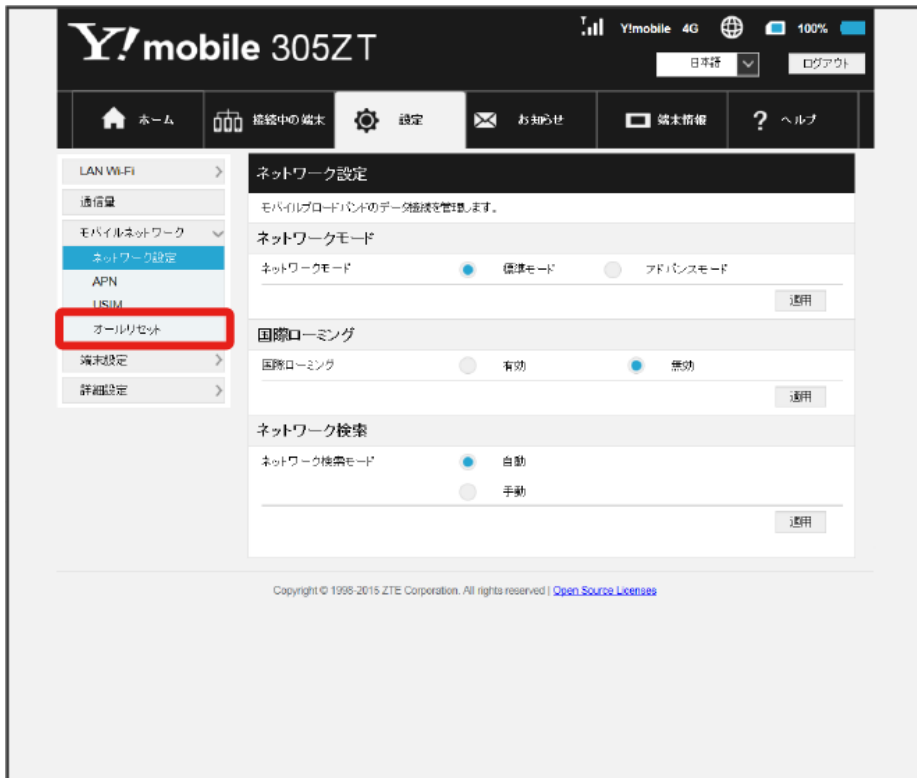 Y!mobile 305ZT
Y!mobile 4G 100%
日本語 ログアウト
ホーム 接続中の端末 設定 お知らせ 端末情報 ? ヘルプ
LAN Wi-Fi
通信量
モバイルネットワーク
ネットワーク設定
APN
USIM
オールリセット
端末設定
詳細設定
ネットワーク設定
モバイルブロードバンドのデータ接続を管理します。
ネットワークモード
ネットワークモード 標準モード アドバンスモード
適用
国際ローミング
国際ローミング 有効 無効
適用
ネットワーク検索
ネットワーク検索モード 自動
手動
適用
Copyright © 1998-2015 ZTE Corporation. All rights reserved | Open Source Licenses